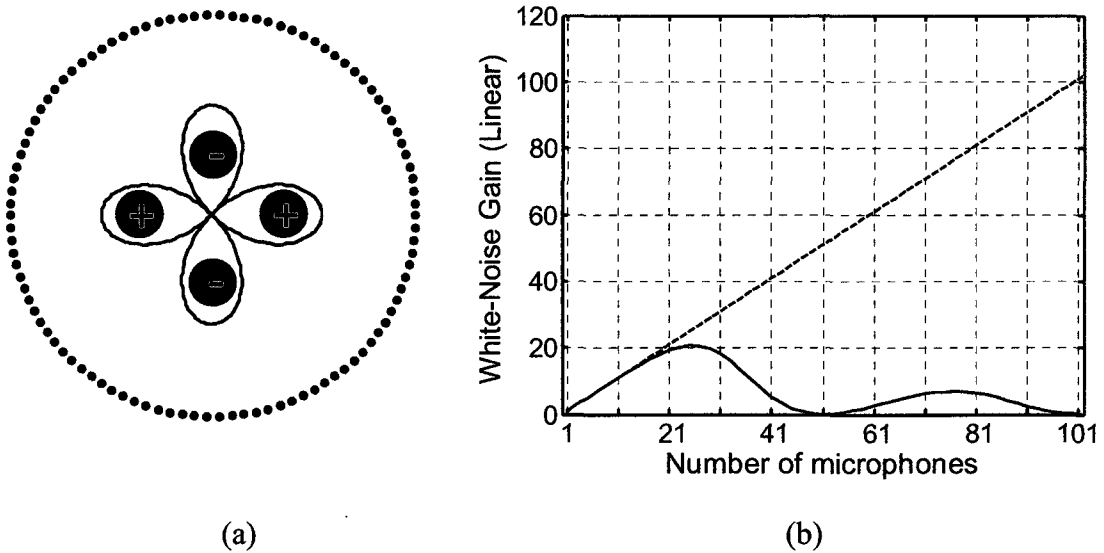 -
+ +
-
White-Noise Gain (Linear)
120
100
80
60
40
20
0
1 21 41 61 81 101
Number of microphones
(a) (b)